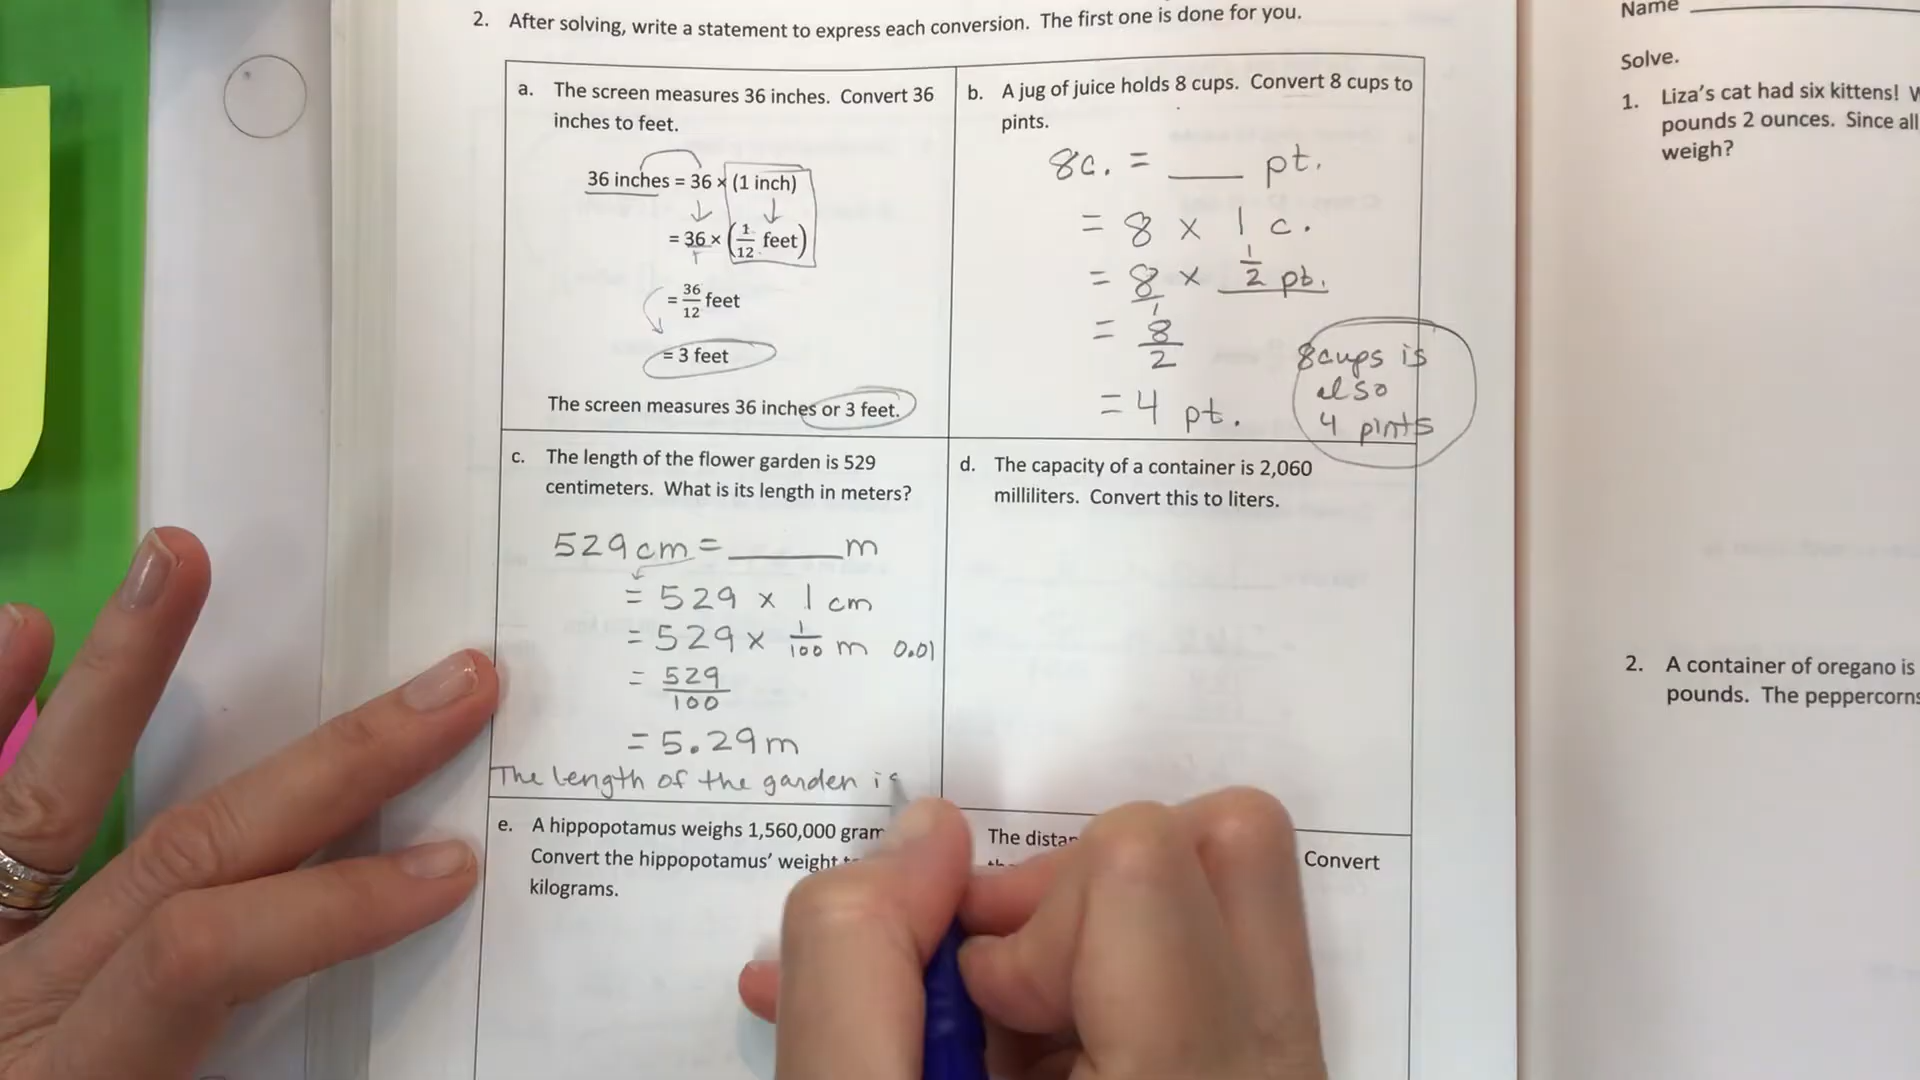 2. After solving, write a statement to express each conversion. The first one is done for you.
a. The screen measures 36 inches. Convert 36
inches to feet.
36 inches = 36 × (1 inch)
= 36 × (1/12 feet)
= 36/12 feet
= 3 feet
The screen measures 36 inches or 3 feet.
b. A jug of juice holds 8 cups. Convert 8 cups to
pints.
8c. = ____ pt.
= 8 × 1 c.
= 8/1 × 1/2 pt.
= 8/2
= 4 pt.
8cups is
also
4 pints
c. The length of the flower garden is 529
centimeters. What is its length in meters?
529cm = ______ m
= 529 × 1 cm
= 529 × 1/100 m 0.01
= 529/100
= 5.29m
The length of the garden is
d. The capacity of a container is 2,060
milliliters. Convert this to liters.
e. A hippopotamus weighs 1,560,000 gram
Convert the hippopotamus' weight
kilograms.
The distan
Convert
Name
Solve.
1. Liza's cat had six kittens!
pounds 2 ounces. Since all
weigh?
2. A container of oregano is
pounds. The peppercorns